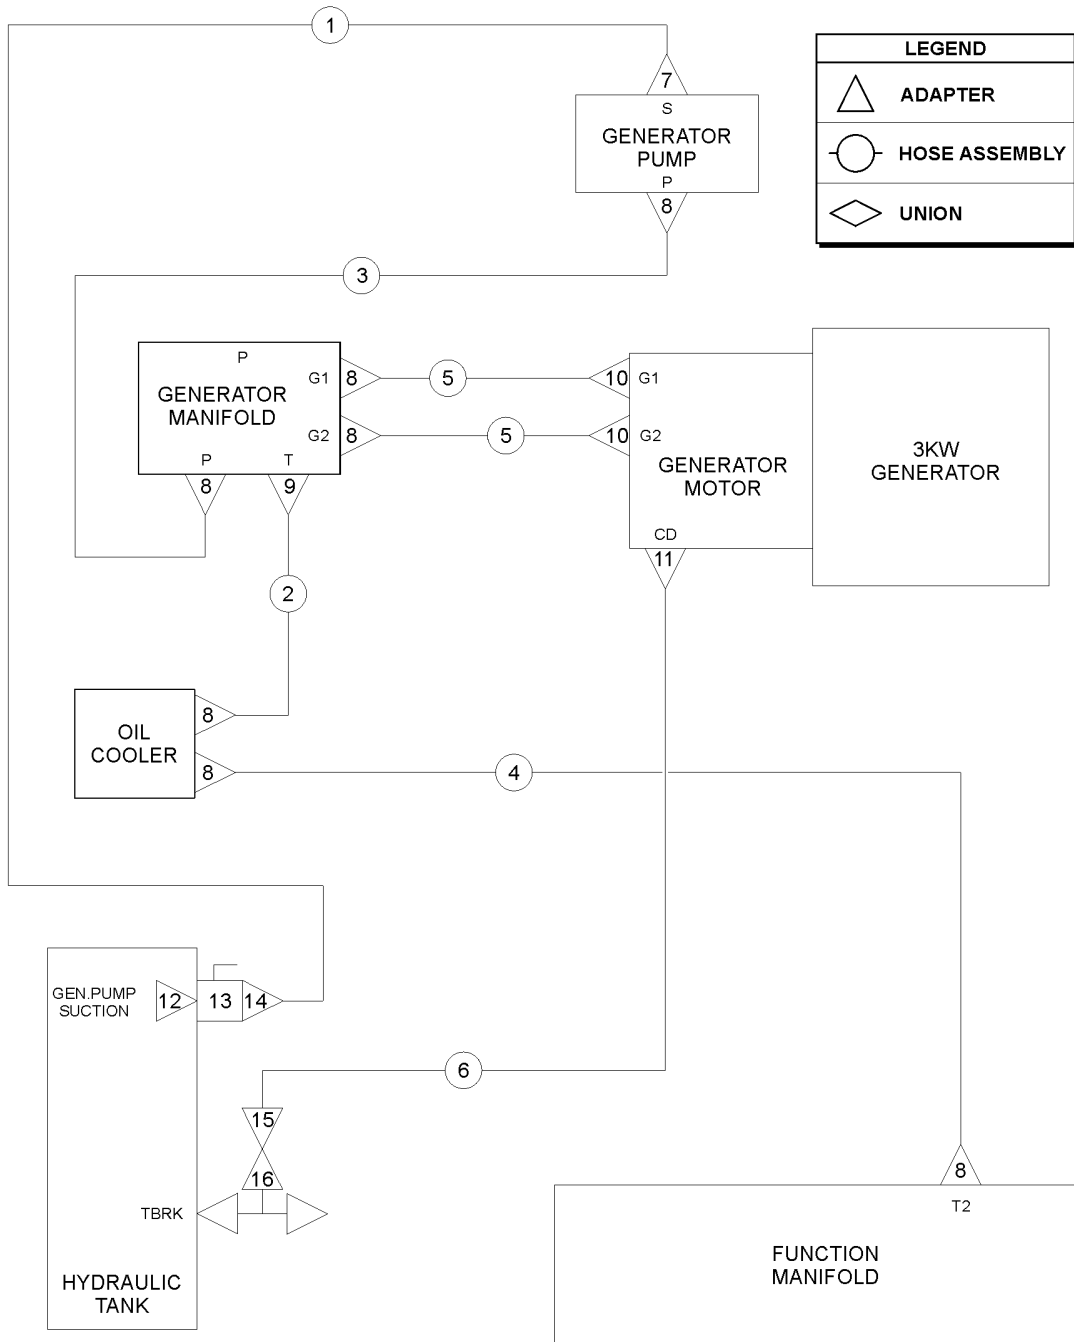 1
LEGEND
ADAPTER
HOSE ASSEMBLY
UNION
7
S
GENERATOR
PUMP
P
8
3
P
GENERATOR
MANIFOLD
G1
G2
P
T
8
8
8
9
5
5
10
10
G1
G2
GENERATOR
MOTOR
CD
11
3KW
GENERATOR
2
OIL
COOLER
8
8
4
GEN.PUMP
SUCTION
12
13
14
6
15
16
TBRK
HYDRAULIC
TANK
8
T2
FUNCTION
MANIFOLD